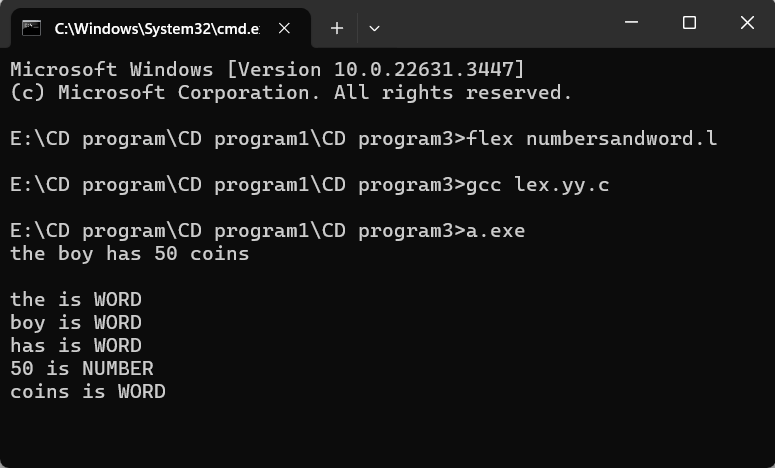 C:\Windows\System32\cmd.e
Microsoft Windows [Version 10.0.22631.3447]
(c) Microsoft Corporation. All rights reserved.
E:\CD program\CD program1\CD program3>flex numbersandword.l
E:\CD program\CD program1\CD program3>gcc lex.yy.c
E:\CD program\CD program1\CD program3>a.exe
the boy has 50 coins
the is WORD
boy is WORD
has is WORD
50 is NUMBER
coins is WORD